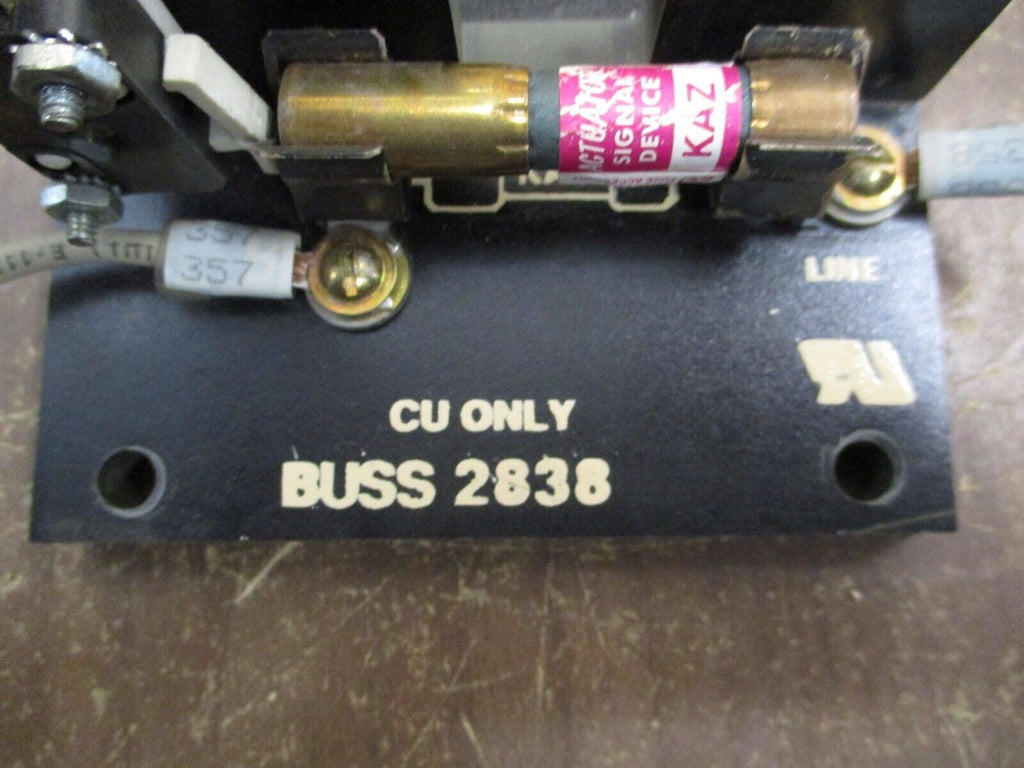 ACTUATOR
SIGNAL
DEVICE
KAZ
357
357
LINE
CU ONLY
BUSS 2838